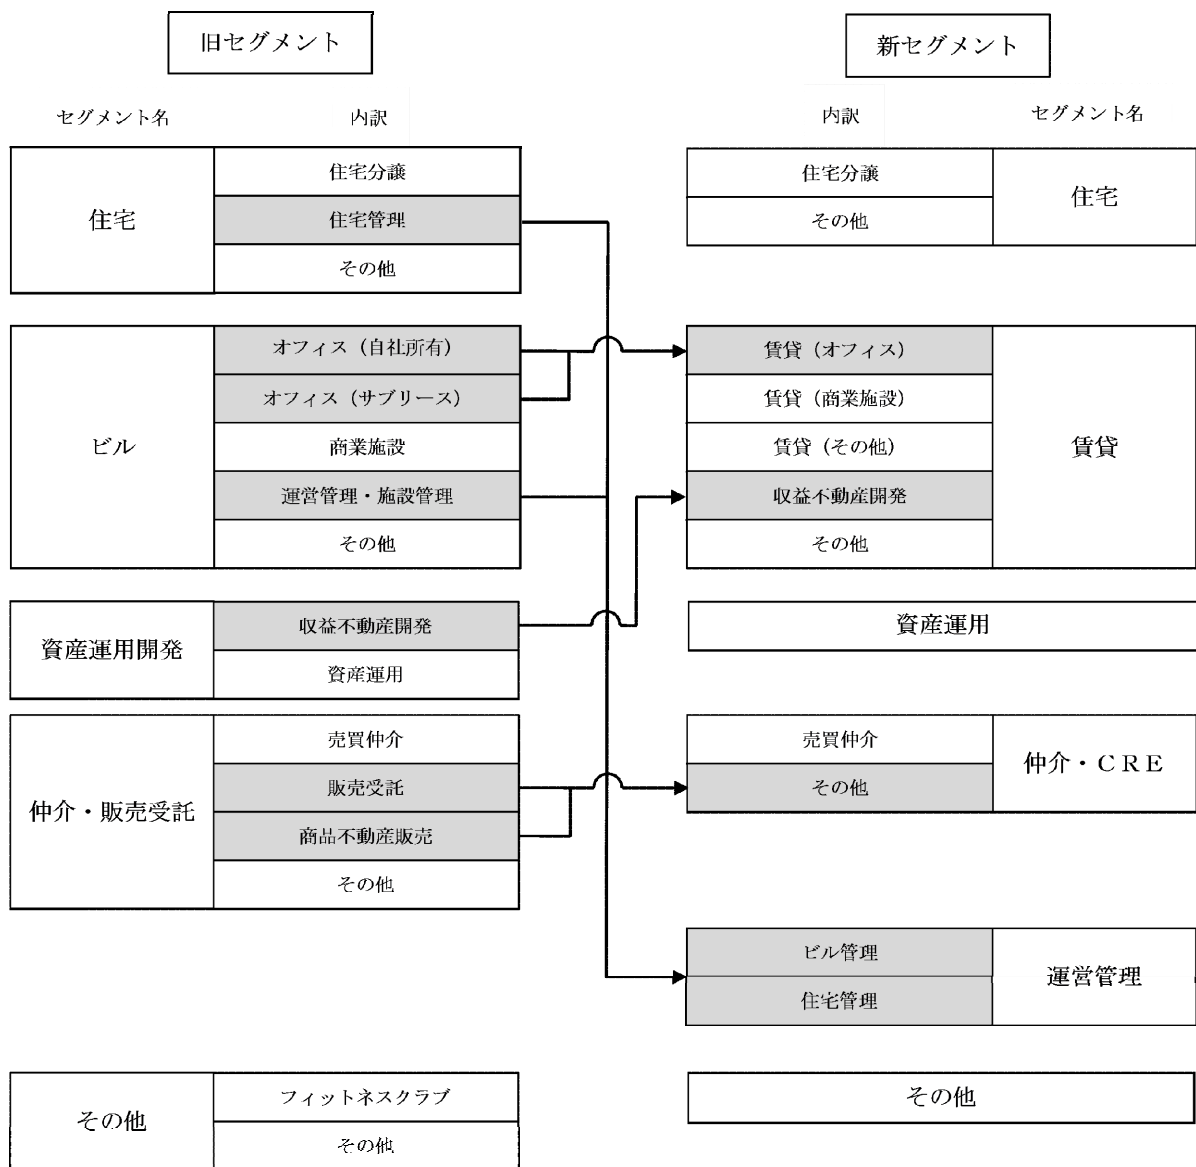 旧セグメント
新セグメント
セグメント名
内訳
内訳
セグメント名
住宅
住宅分譲
住宅管理
その他
住宅分譲
その他
住宅
ビル
オフィス（自社所有）
オフィス（サブリース）
商業施設
運営管理・施設管理
その他
賃貸（オフィス）
賃貸（商業施設）
賃貸（その他）
収益不動産開発
その他
賃貸
資産運用開発
収益不動産開発
資産運用
資産運用
仲介・販売受託
売買仲介
販売受託
商品不動産販売
その他
売買仲介
その他
仲介・ＣＲＥ
ビル管理
住宅管理
運営管理
その他
フィットネスクラブ
その他
その他